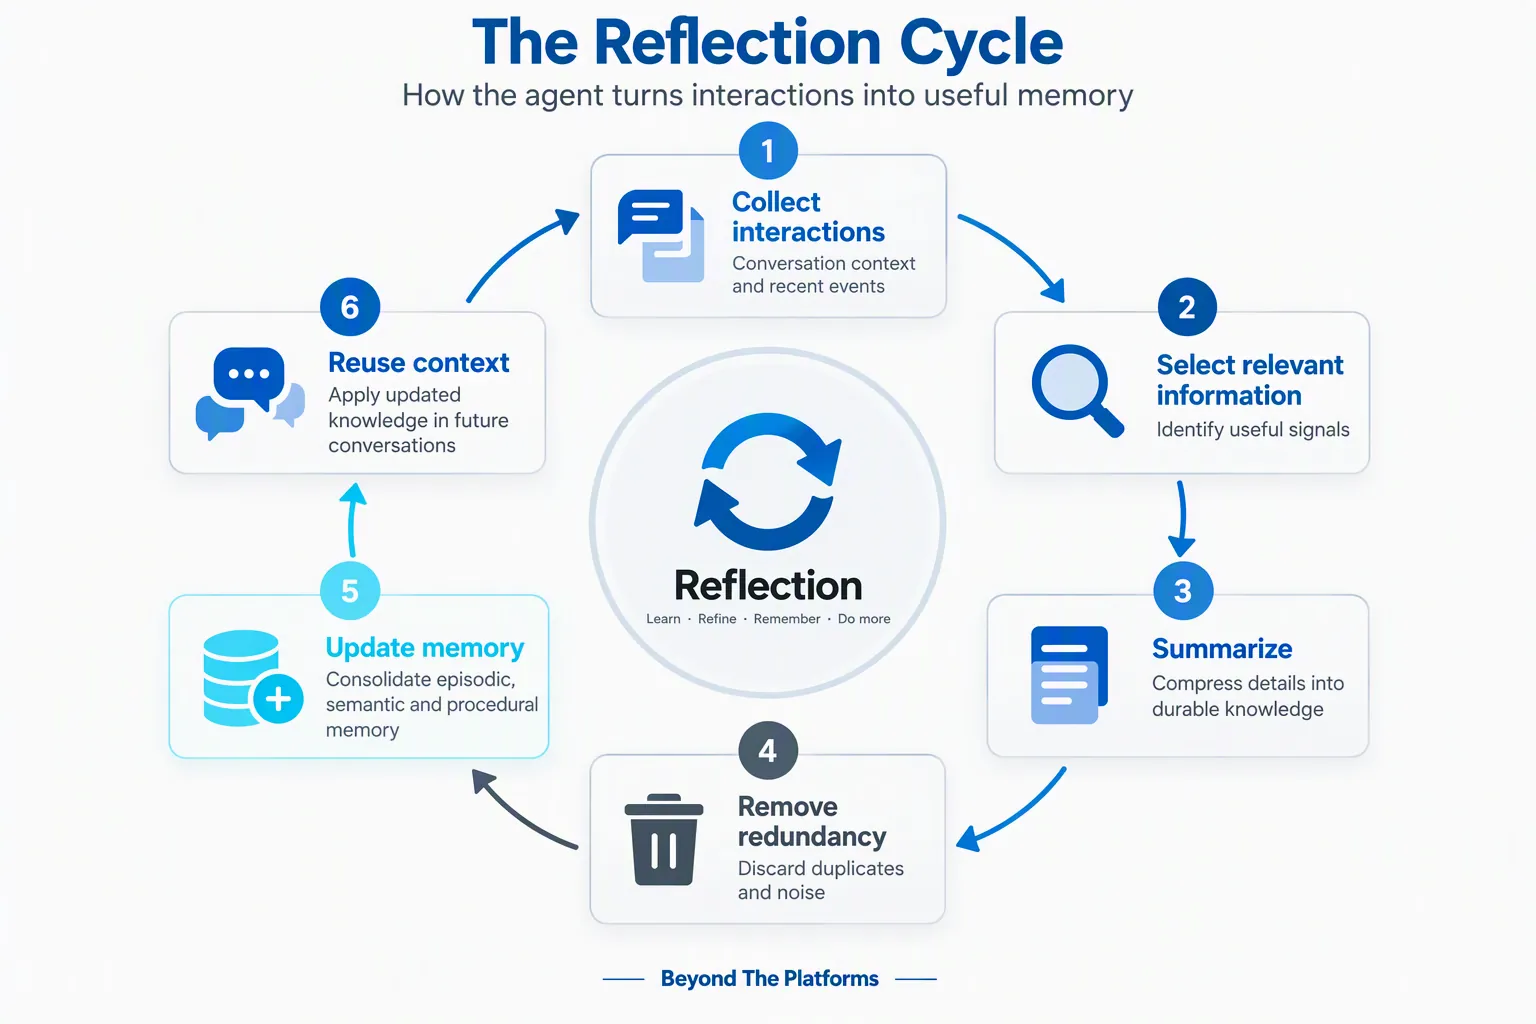 The Reflection Cycle
How the agent turns interactions into useful memory
1
Collect
interactions
Conversation context
and recent events
2
Select relevant
information
Identify useful signals
3
Summarize
Compress details into
durable knowledge
4
Remove
redundancy
Discard duplicates
and noise
5
Update memory
Consolidate episodic,
semantic and procedural
memory
6
Reuse context
Apply updated
knowledge in future
conversations
Reflection
Learn · Refine · Remember · Do more
Beyond The Platforms